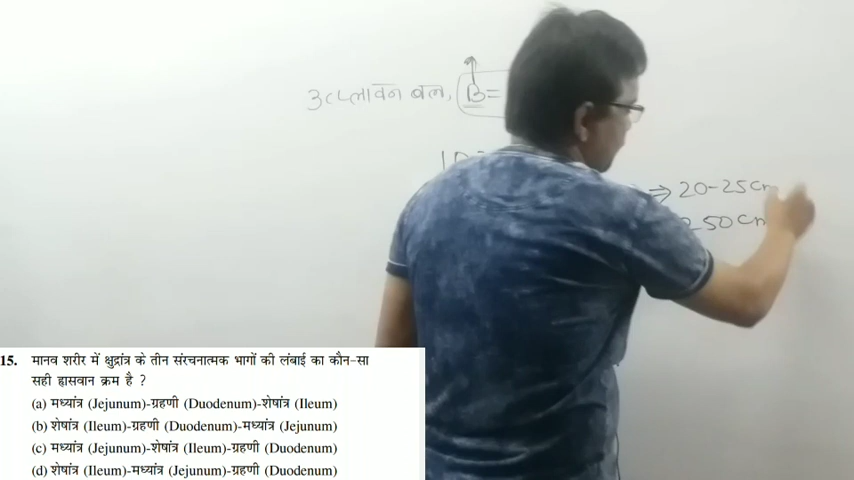 उत्प्लावन बल, B=
⇒ 20-25cm
250cm
15. मानव शरीर में क्षुद्रांत्र के तीन संरचनात्मक भागों की लंबाई का कौन-सा
सही ह्रासवान क्रम है ?
(a) मध्यांत्र (Jejunum)-ग्रहणी (Duodenum)-शेषांत्र (Ileum)
(b) शेषांत्र (Ileum)-ग्रहणी (Duodenum)-मध्यांत्र (Jejunum)
(c) मध्यांत्र (Jejunum)-शेषांत्र (Ileum)-ग्रहणी (Duodenum)
(d) शेषांत्र (Ileum)-मध्यांत्र (Jejunum)-ग्रहणी (Duodenum)